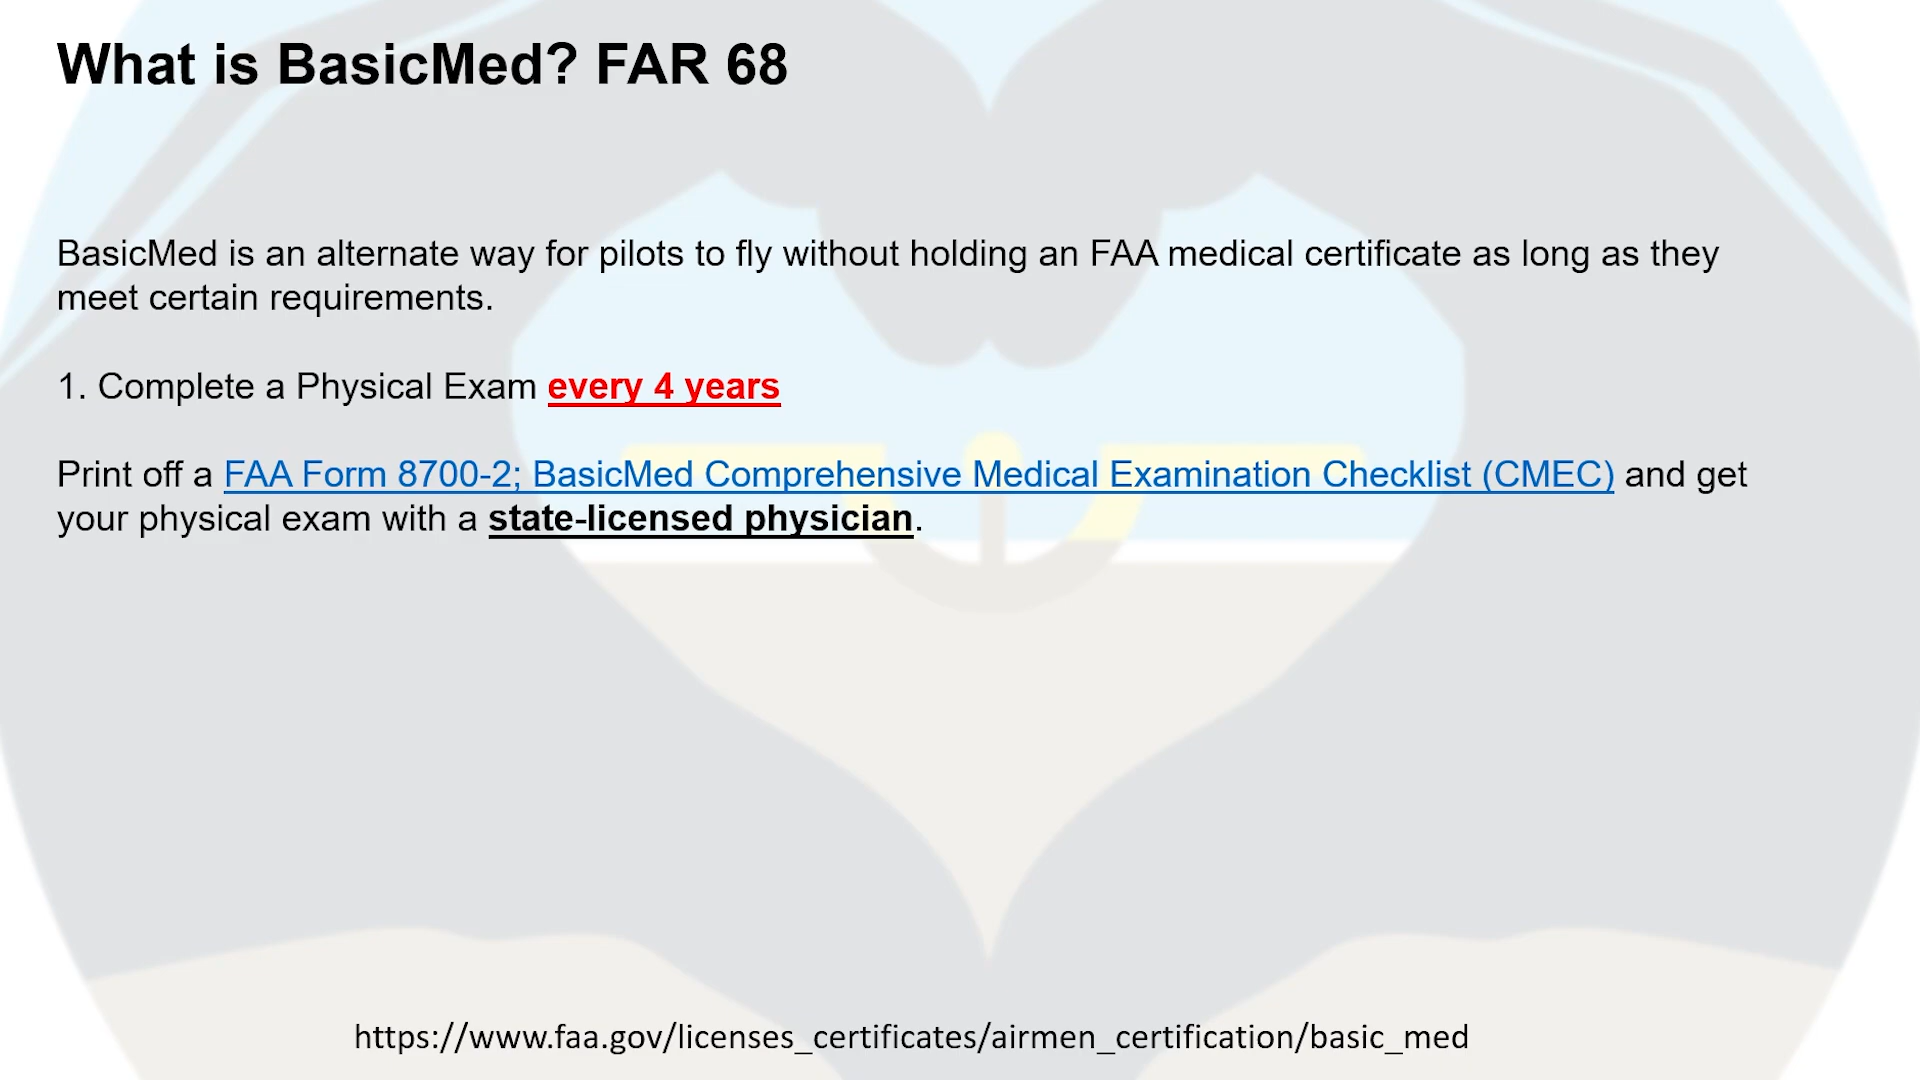 What is BasicMed? FAR 68
BasicMed is an alternate way for pilots to fly without holding an FAA medical certificate as long as they
meet certain requirements.
1. Complete a Physical Exam every 4 years
Print off a FAA Form 8700-2; BasicMed Comprehensive Medical Examination Checklist (CMEC) and get
your physical exam with a state-licensed physician.
https://www.faa.gov/licenses_certificates/airmen_certification/basic_med